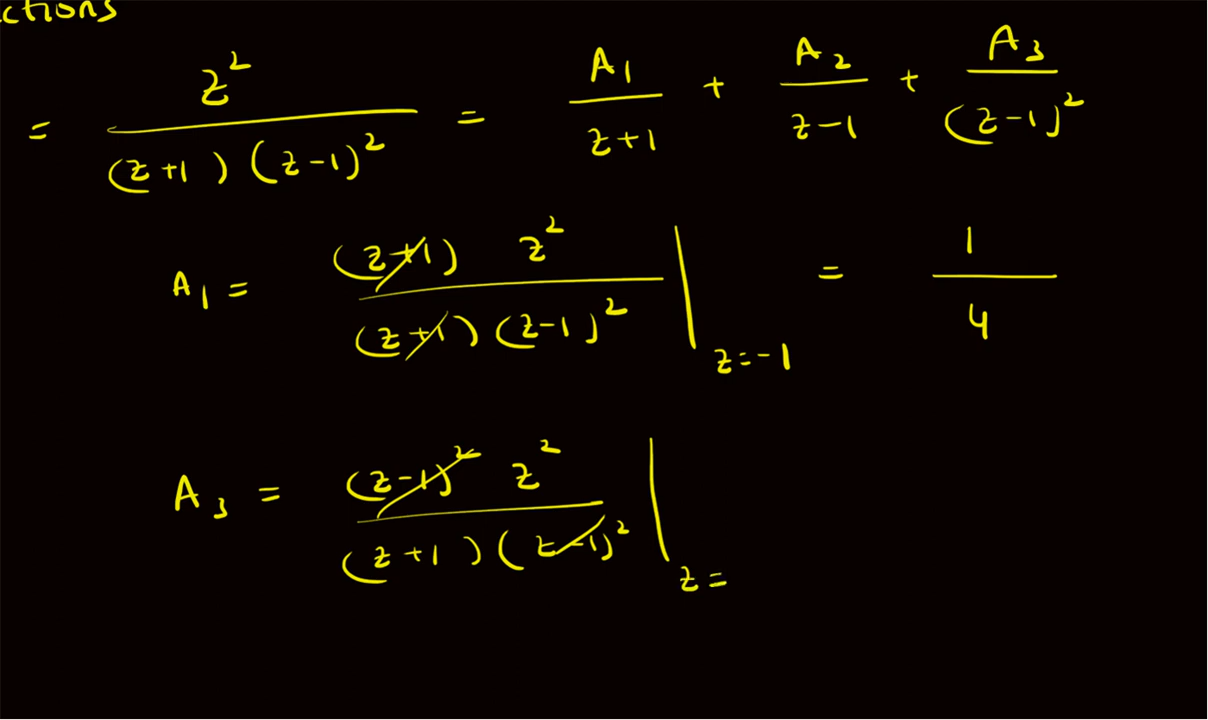 ctions
= z² / (z+1)(z-1)² = A₁ / z+1 + A₂ / z-1 + A₃ / (z-1)²
A₁ = (z+1) z² / (z+1)(z-1)² | z=-1 = 1 / 4
A₃ = (z-1)² z² / (z+1)(z-1)² | z=